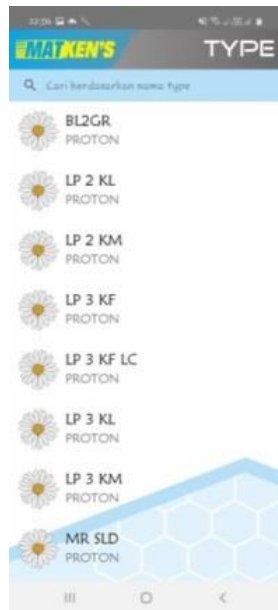 MATKEN'S
TYPE
Cari berdasarkan nama type
BL2GR
PROTON
LP 2 KL
PROTON
LP 2 KM
PROTON
LP 3 KF
PROTON
LP 3 KF LC
PROTON
LP 3 KL
PROTON
LP 3 KM
PROTON
MR SLD
PROTON